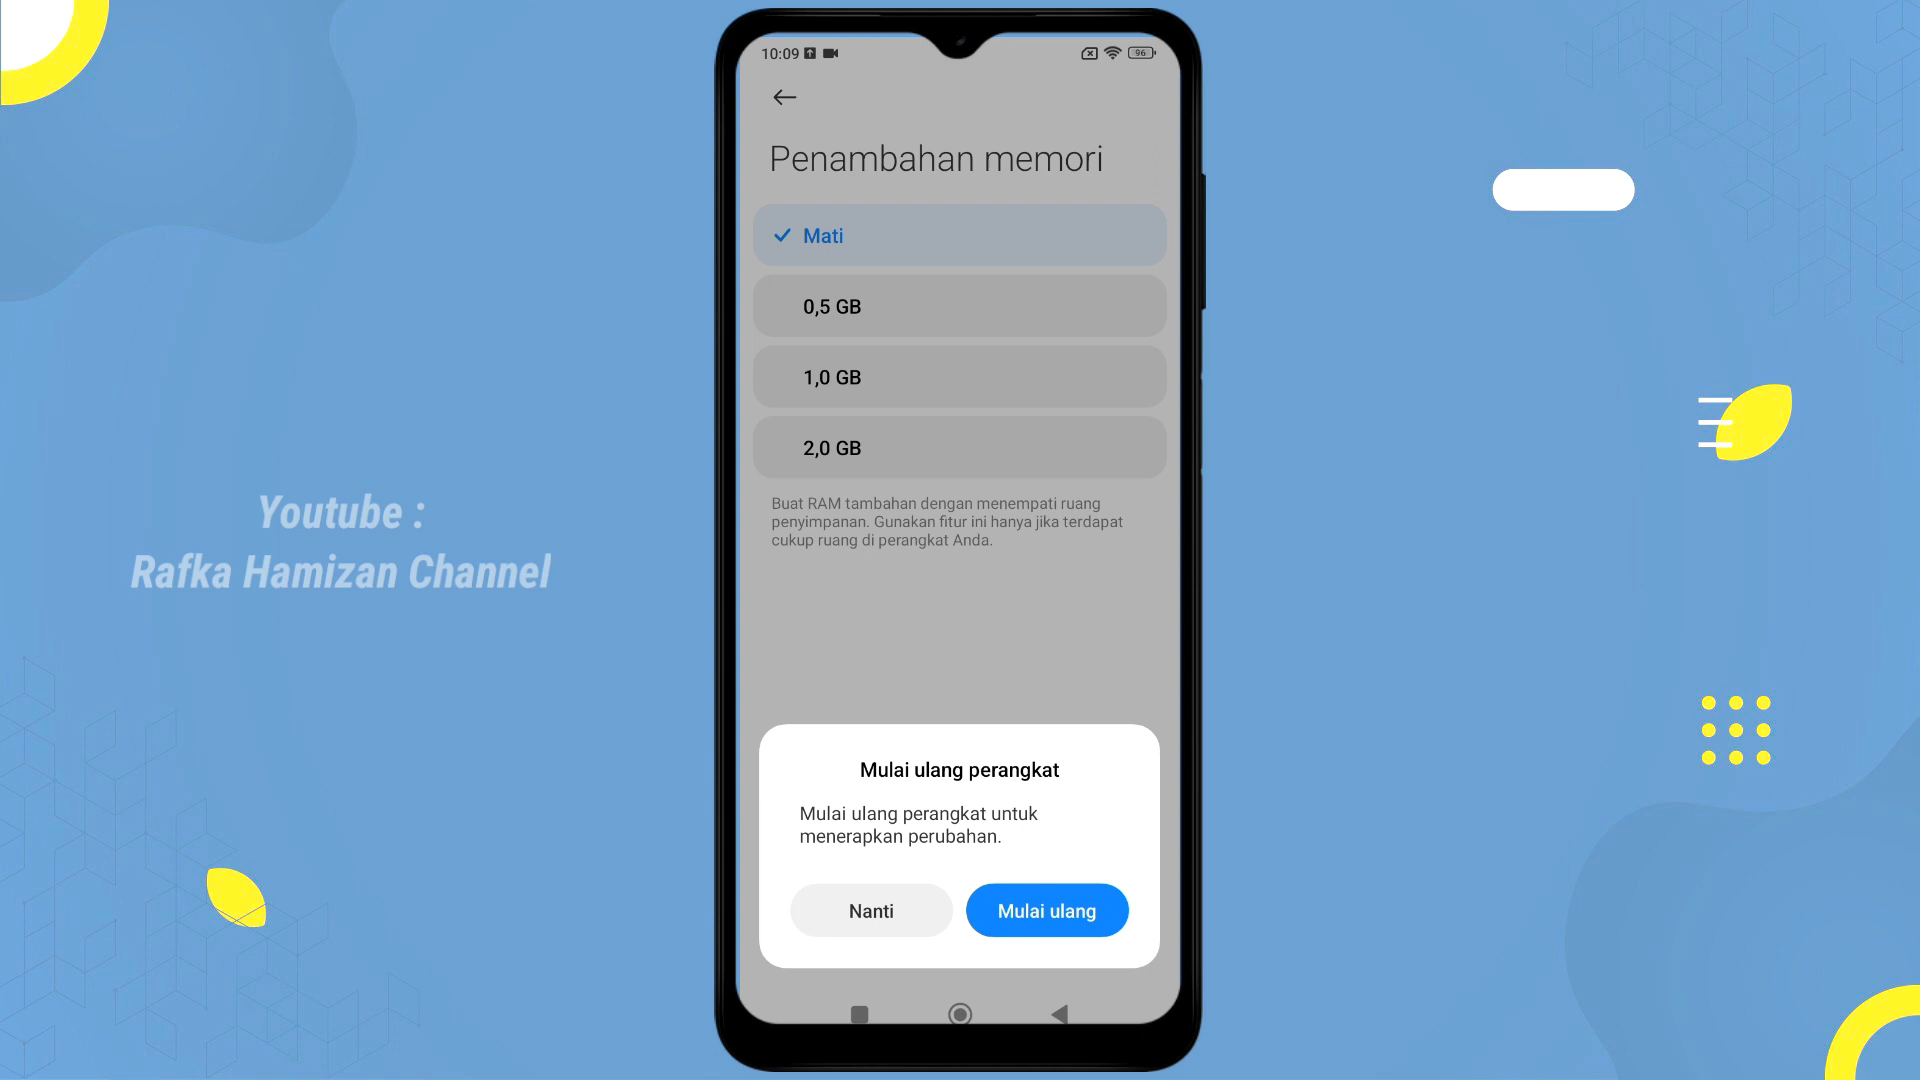 10:09
96
Penambahan memori
Mati
0,5 GB
1,0 GB
2,0 GB
Buat RAM tambahan dengan menempati ruang
penyimpanan. Gunakan fitur ini hanya jika terdapat
cukup ruang di perangkat Anda.
Youtube :
Rafka Hamizan Channel
Mulai ulang perangkat
Mulai ulang perangkat untuk
menerapkan perubahan.
Nanti
Mulai ulang